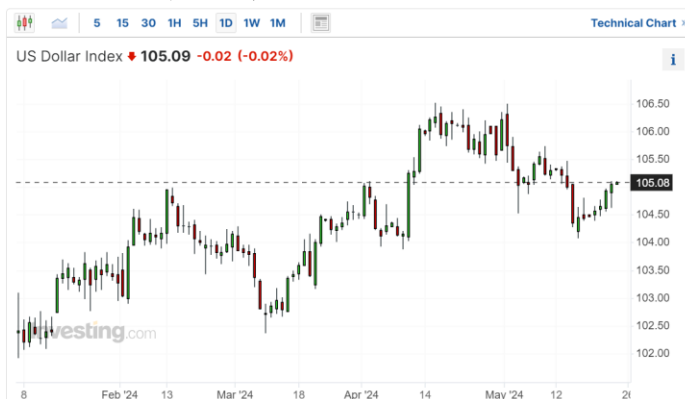 5 15 30 1H 5H 1D 1W 1M Technical Chart
US Dollar Index 105.09 -0.02 (-0.02%)
i
106.50
106.00
105.50
105.08
104.50
104.00
103.50
103.00
102.50
102.00
Investing.com
8 Feb '24 13 Mar '24 18 Apr '24 14 May '24 12